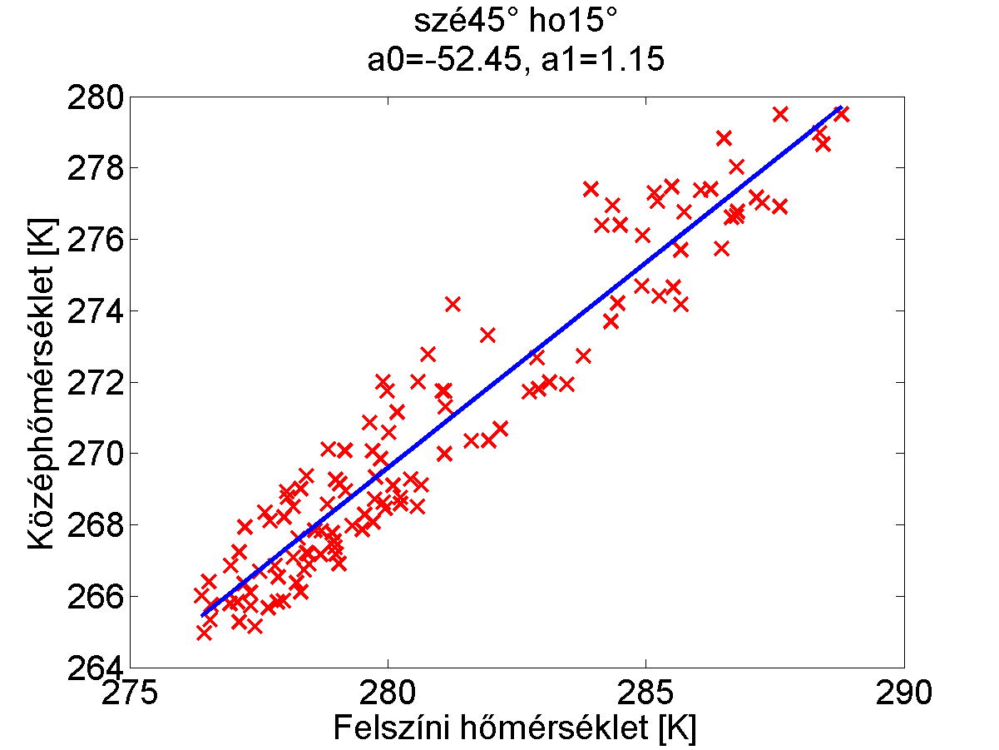 szé45° ho15°
a0=-52.45, a1=1.15
280
278
276
274
272
270
268
266
264
Középhőmérséklet [K]
275 280 285 290
Felszíni hőmérséklet [K]